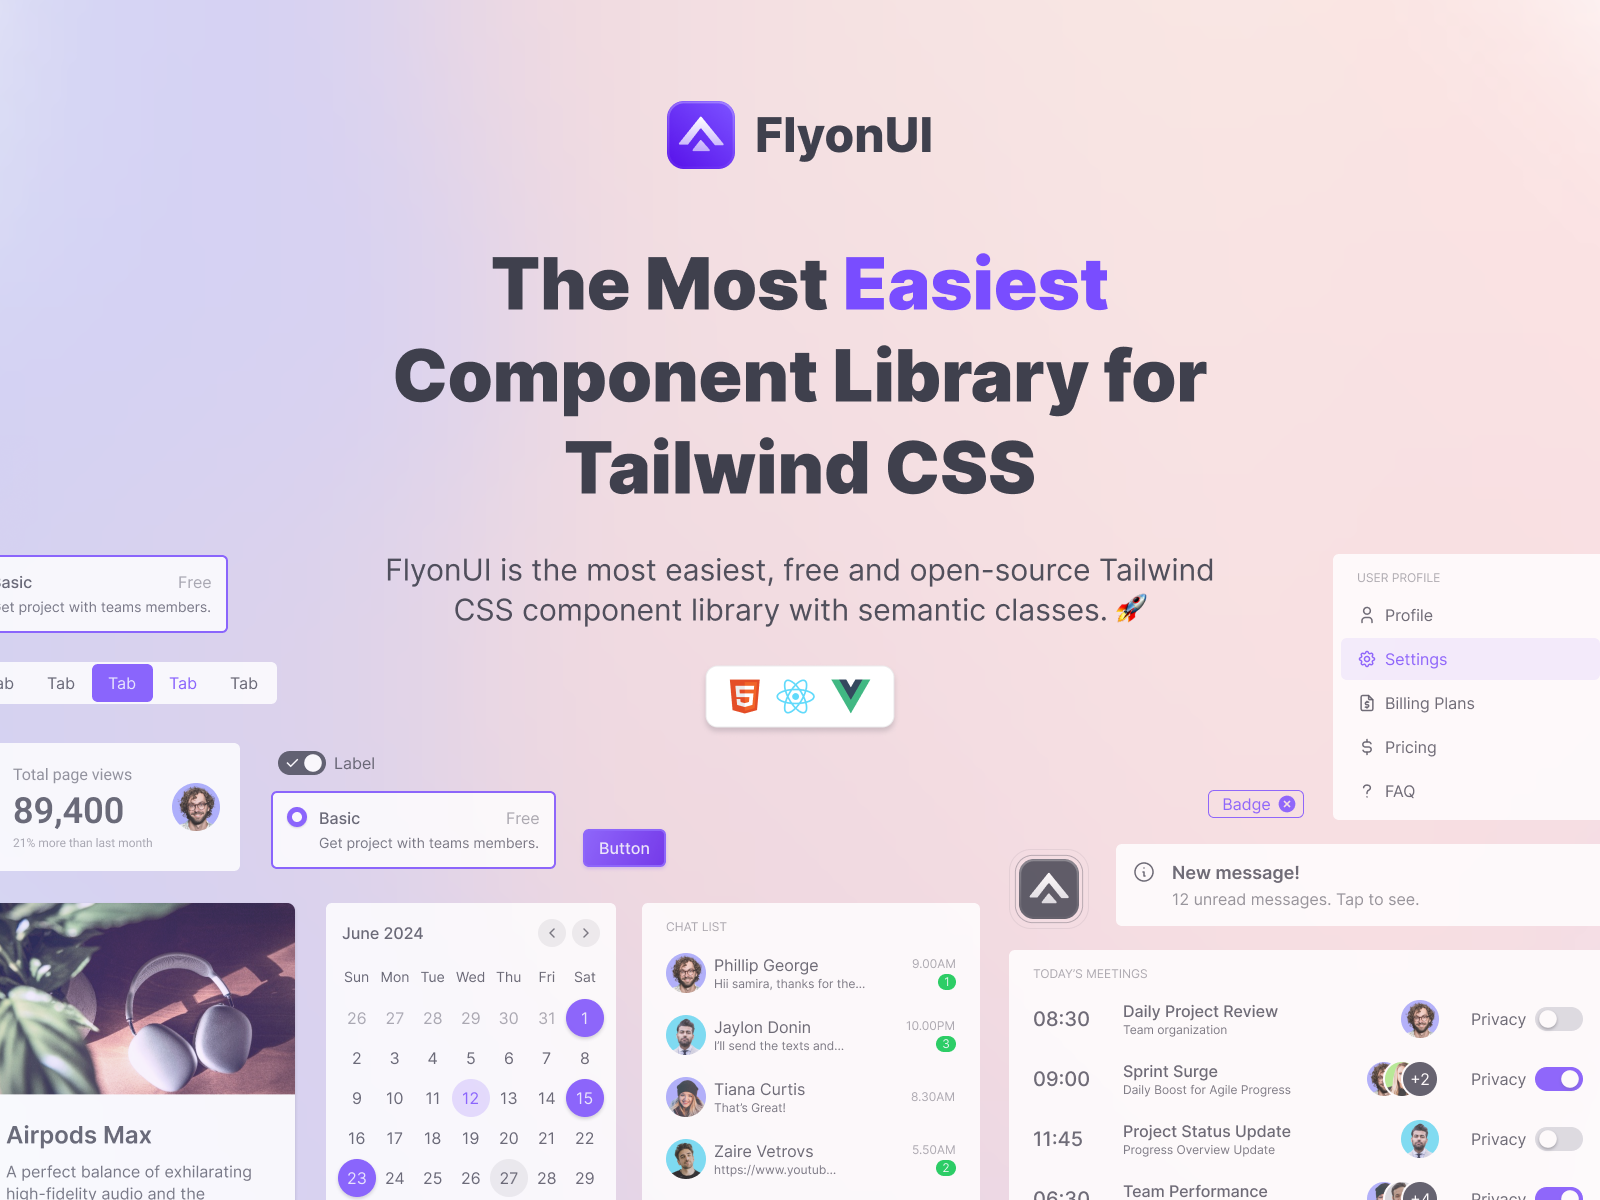 FlyonUI
The Most Easiest
Component Library for
Tailwind CSS
FlyonUI is the most easiest, free and open-source Tailwind
CSS component library with semantic classes. 🚀
asic Free
et project with teams members.
ab Tab Tab Tab Tab
Total page views
89,400
21% more than last month
Label
Basic Free
Get project with teams members.
Button
Badge
USER PROFILE
Profile
Settings
Billing Plans
Pricing
? FAQ
New message!
12 unread messages. Tap to see.
Airpods Max
A perfect balance of exhilarating
high-fidelity audio and the
June 2024
Sun Mon Tue Wed Thu Fri Sat
26 27 28 29 30 31 1
2 3 4 5 6 7 8
9 10 11 12 13 14 15
16 17 18 19 20 21 22
23 24 25 26 27 28 29
CHAT LIST
Phillip George 9.00AM
Hii samira, thanks for the... 1
Jaylon Donin 10.00PM
I'll send the texts and... 3
Tiana Curtis
That's Great! 8.30AM
Zaire Vetrovs 5.50AM
https://www.youtub... 2
TODAY'S MEETINGS
08:30 Daily Project Review Privacy
Team organization
09:00 Sprint Surge +2 Privacy
Daily Boost for Agile Progress
11:45 Project Status Update Privacy
Progress Overview Update
06:30 Team Performance +4 Privacy